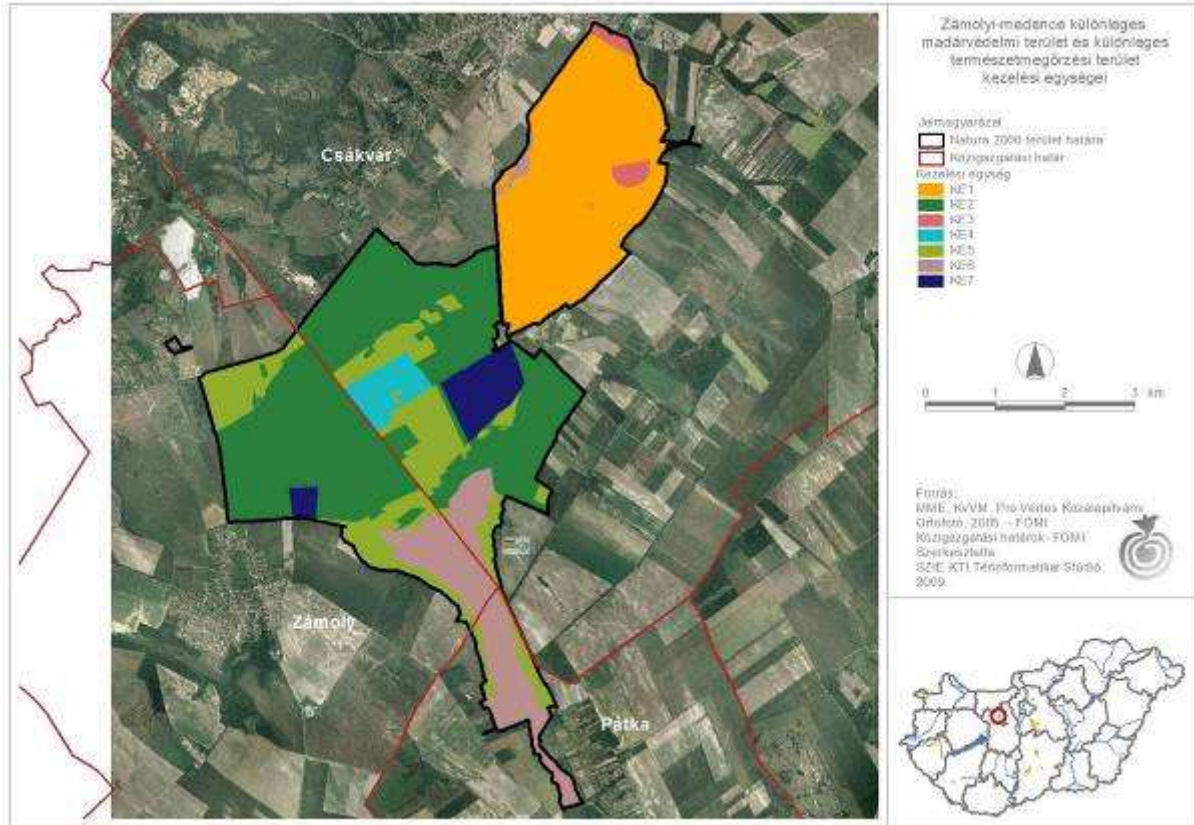 Zámolyi-medence különleges
madárvédelmi terület és különleges
természetmegőrzési terület
kezelési egységei
Jelmagyarázat
Natura 2000 terület határa
Közigazgatási határ
Kezelési egység
KE1
KE2
KE3
KE4
KE5
KE6
KE7
Csákvár
Zámoly
Pátka
0 1 2 3 km
Forrás:
MME, KvVM, Pro Vértes Közalapítvány
Ortofotó, 2005 - FÖMI
Közigazgatási határok- FÖMI
Szerkesztette
SZIE KTI Térinformatikai Stúdió
2009.